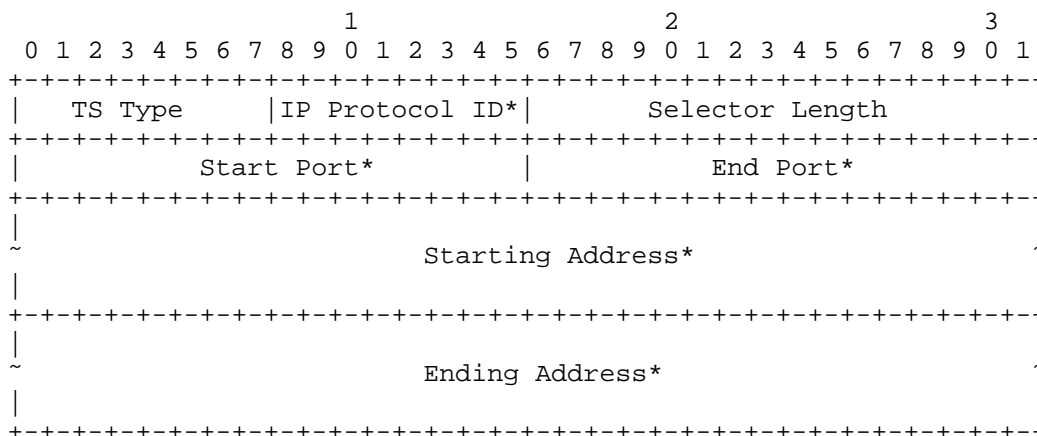 1                   2                   3
 0 1 2 3 4 5 6 7 8 9 0 1 2 3 4 5 6 7 8 9 0 1 2 3 4 5 6 7 8 9 0 1
+-+-+-+-+-+-+-+-+-+-+-+-+-+-+-+-+-+-+-+-+-+-+-+-+-+-+-+-+-+-+-+--
|   TS Type     |IP Protocol ID*|       Selector Length
+-+-+-+-+-+-+-+-+-+-+-+-+-+-+-+-+-+-+-+-+-+-+-+-+-+-+-+-+-+-+-+--
|           Start Port*         |           End Port*
+-+-+-+-+-+-+-+-+-+-+-+-+-+-+-+-+-+-+-+-+-+-+-+-+-+-+-+-+-+-+-+--
|
~                         Starting Address*                     ~
|
+-+-+-+-+-+-+-+-+-+-+-+-+-+-+-+-+-+-+-+-+-+-+-+-+-+-+-+-+-+-+-+--
|
~                         Ending Address*                       ~
|
+-+-+-+-+-+-+-+-+-+-+-+-+-+-+-+-+-+-+-+-+-+-+-+-+-+-+-+-+-+-+-+--